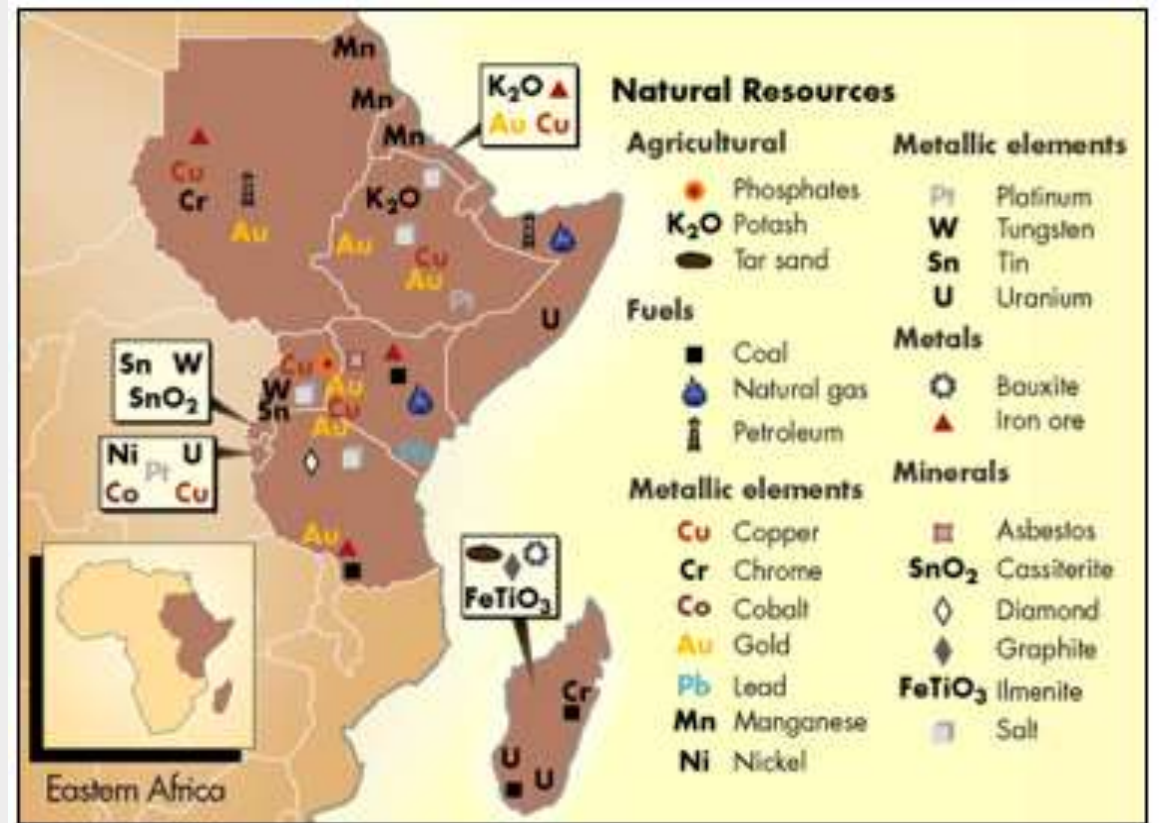 Mn
Mn
Mn
K₂O
Au Cu
Cu
Cr
Au
K₂O
Au
Cu
Au
Pt
U
Sn W
SnO₂
Cu
W
Sn
Au
Cu
Au
Ni Pt U
Co Cu
Au
FeTiO₃
Cr
U
U
Eastern Africa
Natural Resources
Agricultural
Phosphates
K₂O Potash
Tar sand
Fuels
Coal
Natural gas
Petroleum
Metallic elements
Cu Copper
Cr Chrome
Co Cobalt
Au Gold
Pb Lead
Mn Manganese
Ni Nickel
Metallic elements
Pt Platinum
W Tungsten
Sn Tin
U Uranium
Metals
Bauxite
Iron ore
Minerals
Asbestos
SnO₂ Cassiterite
Diamond
Graphite
FeTiO₃ Ilmenite
Salt